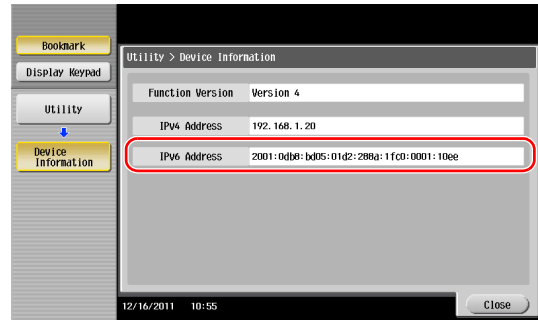 Bookmark
Display Keypad
Utility
Device
Information
Utility > Device Information
Function Version Version 4
IPv4 Address 192.168.1.20
IPv6 Address 2001:0db8:bd05:01d2:288a:1fc0:0001:10ee
12/16/2011 10:55
Close